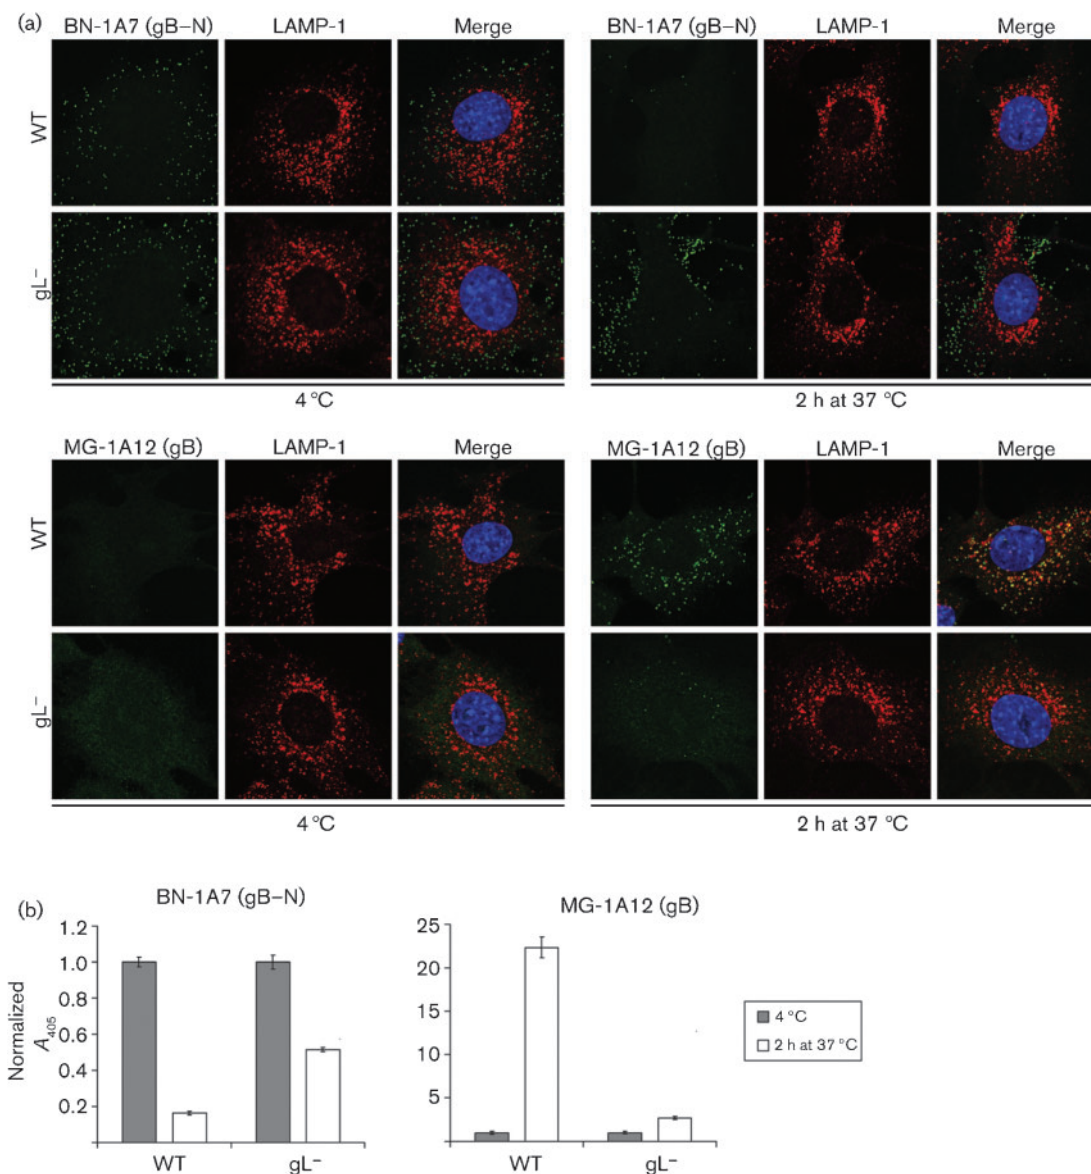 (a)
BN-1A7 (gB–N) LAMP-1 Merge BN-1A7 (gB–N) LAMP-1 Merge
WT
gL⁻
4 °C 2 h at 37 °C
MG-1A12 (gB) LAMP-1 Merge MG-1A12 (gB) LAMP-1 Merge
WT
gL⁻
4 °C 2 h at 37 °C
(b)
BN-1A7 (gB–N)
Normalized
A₄₀₅
1.2
1.0
0.8
0.6
0.4
0.2
WT gL⁻
MG-1A12 (gB)
25
20
15
10
5
WT gL⁻
4 °C
2 h at 37 °C